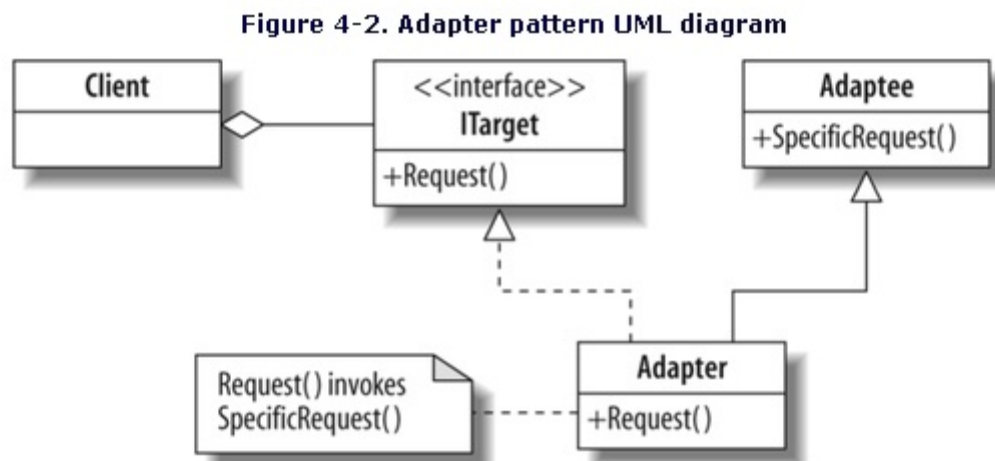 Figure 4-2. Adapter pattern UML diagram
Client
<<interface>>
ITarget
+Request()
Adaptee
+SpecificRequest()
Request() invokes
SpecificRequest()
Adapter
+Request()